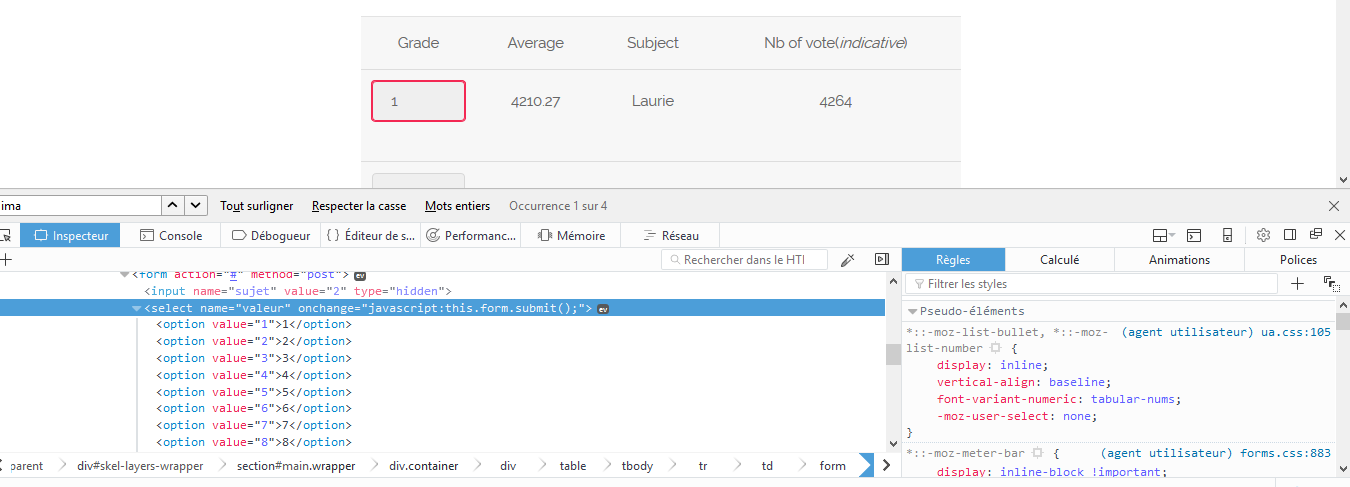 Grade Average Subject Nb of vote(indicative)
1 4210.27 Laurie 4264
ima Tout surligner Respecter la casse Mots entiers Occurrence 1 sur 4
Inspecteur Console Débogueur { } Éditeur de s... Performanc... Mémoire Réseau
Rechercher dans le HTI Règles Calculé Animations Polices
<form action="#" method="post"> ev
<input name="sujet" value="2" type="hidden">
<select name="valeur" onchange="javascript:this.form.submit();"> ev
<option value="1">1</option>
<option value="2">2</option>
<option value="3">3</option>
<option value="4">4</option>
<option value="5">5</option>
<option value="6">6</option>
<option value="7">7</option>
<option value="8">8</option>
parent div#skel-layers-wrapper section#main.wrapper div.container div table tbody tr td form
Filtrer les styles
Pseudo-éléments
*::-moz-list-bullet, *::-moz- (agent utilisateur) ua.css:105
list-number {
display: inline;
vertical-align: baseline;
font-variant-numeric: tabular-nums;
-moz-user-select: none;
}
*::-moz-meter-bar { (agent utilisateur) forms.css:883
display: inline-block !important;